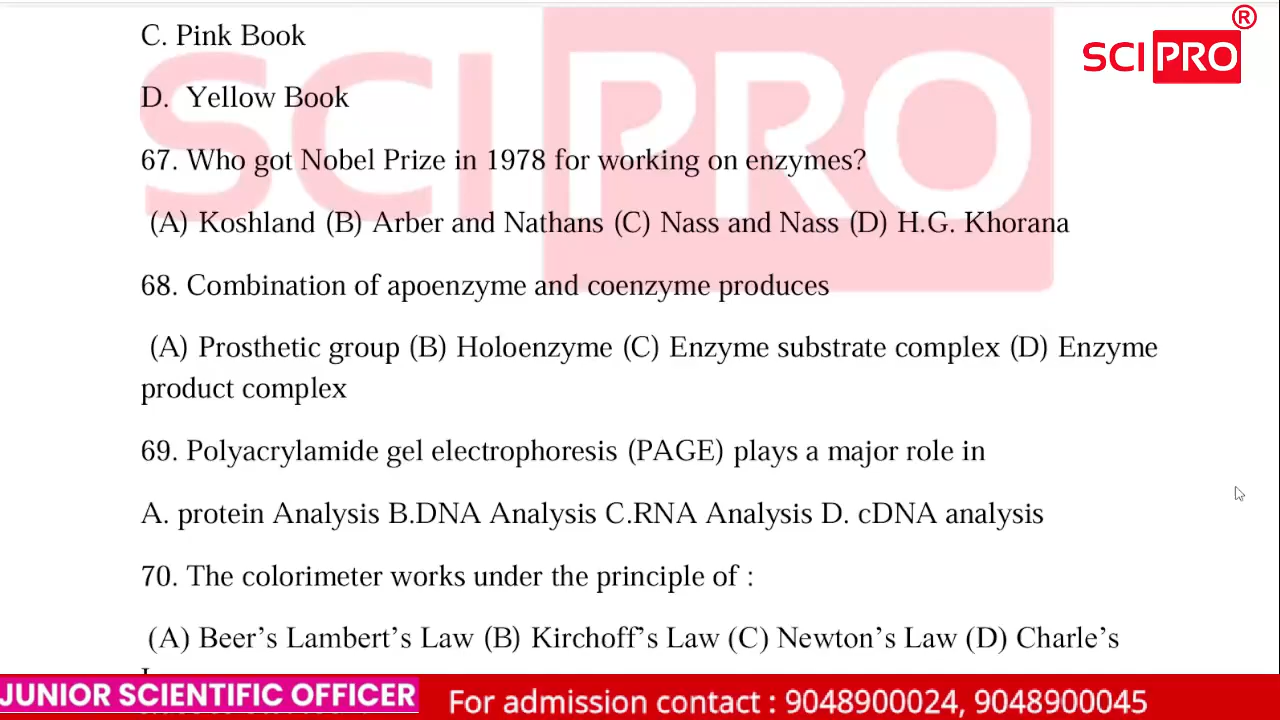 C. Pink Book
SCIPRO®
D. Yellow Book
SCIPRO
67. Who got Nobel Prize in 1978 for working on enzymes?
(A) Koshland (B) Arber and Nathans (C) Nass and Nass (D) H.G. Khorana
68. Combination of apoenzyme and coenzyme produces
(A) Prosthetic group (B) Holoenzyme (C) Enzyme substrate complex (D) Enzyme
product complex
69. Polyacrylamide gel electrophoresis (PAGE) plays a major role in
A. protein Analysis B.DNA Analysis C.RNA Analysis D. cDNA analysis
70. The colorimeter works under the principle of :
(A) Beer’s Lambert’s Law (B) Kirchoff’s Law (C) Newton’s Law (D) Charle’s
JUNIOR SCIENTIFIC OFFICER
For admission contact : 9048900024, 9048900045